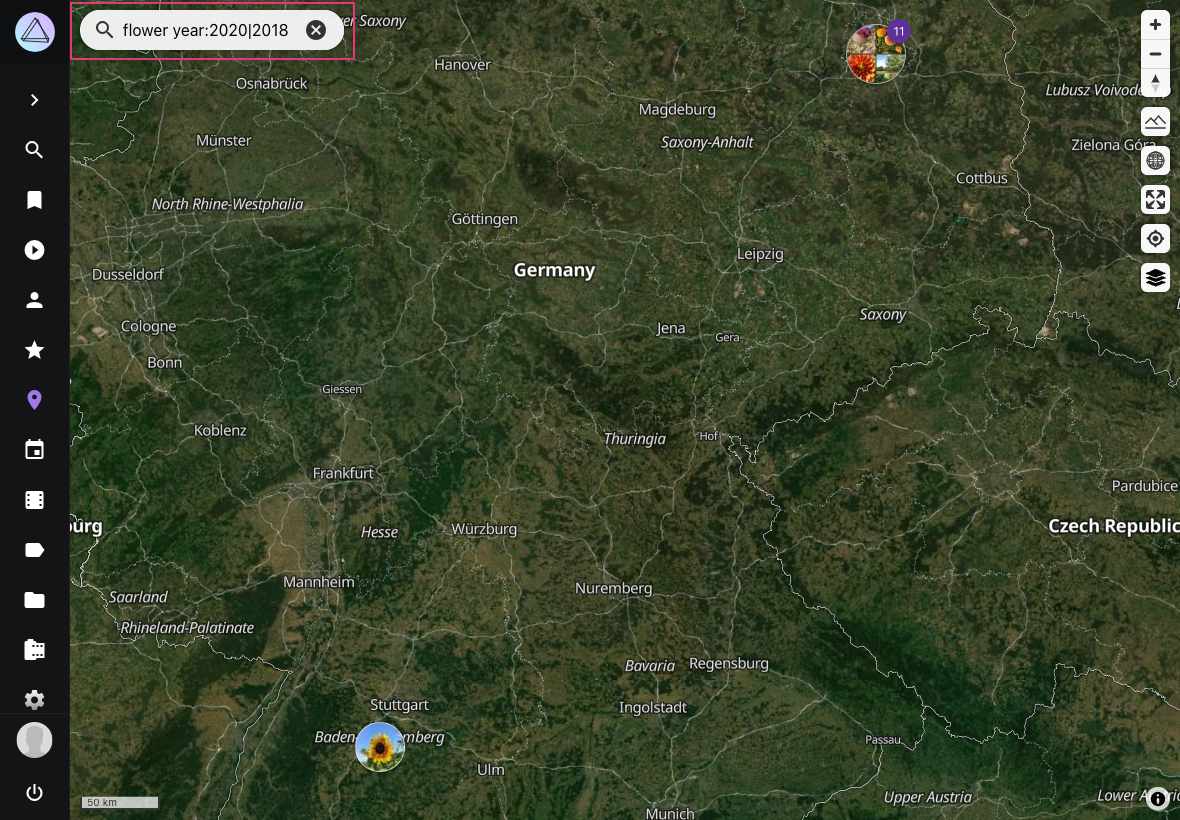 flower year:2020|2018
er Saxony
11
Hanover
Osnabrück
Magdeburg
Lubusz Voivode
Münster
Saxony-Anhalt
Zielona Góra
Cottbus
North Rhine-Westphalia
Göttingen
Leipzig
Germany
Dusseldorf
Saxony
Cologne
Jena
Gera
Bonn
Giessen
Koblenz
Thuringia
Hof
Frankfurt
Pardubice
burg
Hesse
Würzburg
Czech Republic
Mannheim
Nuremberg
Saarland
Rhineland-Palatinate
Bavaria
Regensburg
Stuttgart
Ingolstadt
Baden
mberg
Passau
Ulm
50 km
Upper Austria
Lower A
Munich